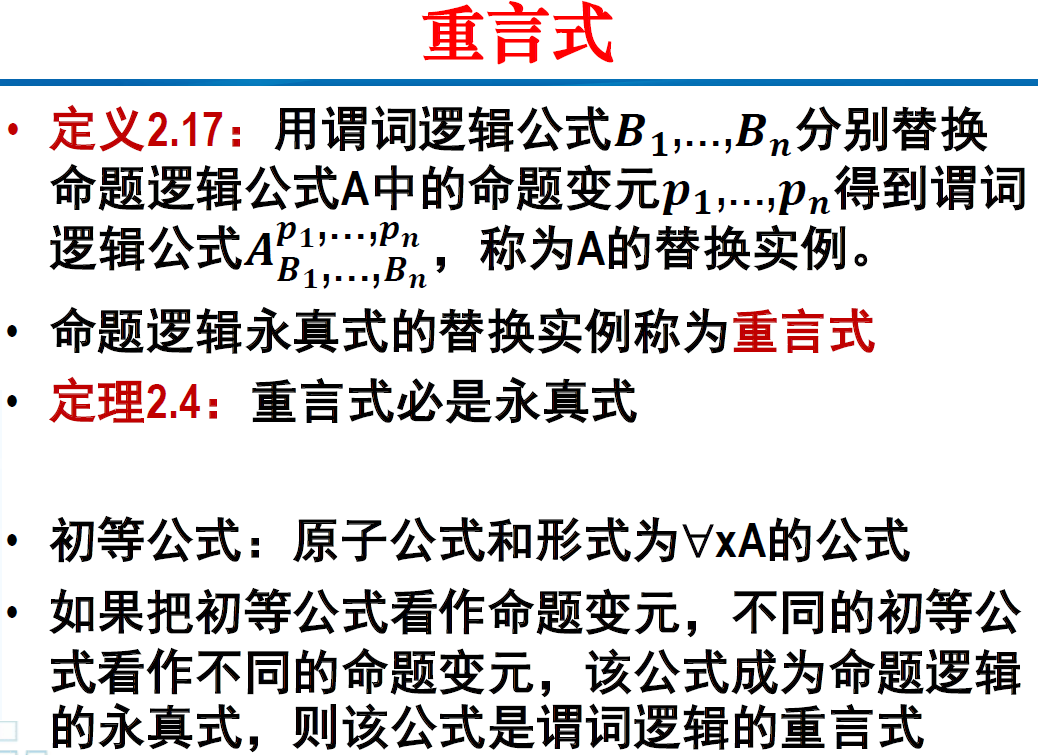 重言式
• 定义2.17：用谓词逻辑公式𝑩₁,…,𝑩ₙ分别替换
命题逻辑公式A中的命题变元𝒑₁,…,𝒑ₙ得到谓词
逻辑公式$A^{p_1,…,p_n}_{B_1,…,B_n}$，称为A的替换实例。
• 命题逻辑永真式的替换实例称为重言式
• 定理2.4：重言式必是永真式
• 初等公式：原子公式和形式为∀xA的公式
• 如果把初等公式看作命题变元，不同的初等公
式看作不同的命题变元，该公式成为命题逻辑
的永真式，则该公式是谓词逻辑的重言式